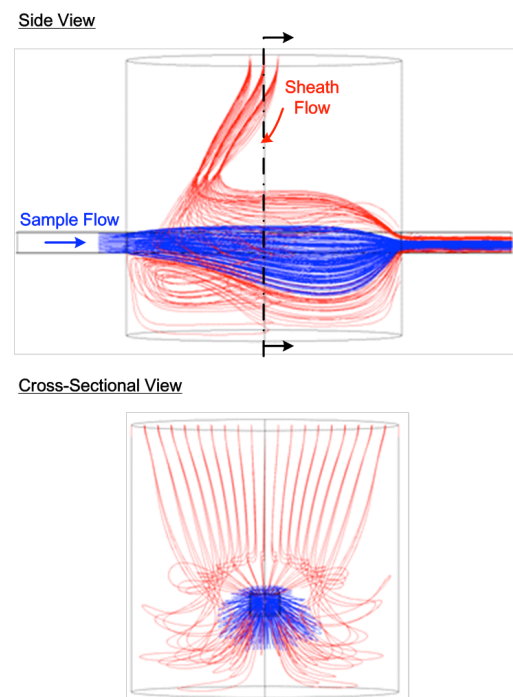 Side View
Sheath
Flow
Sample Flow
Cross-Sectional View